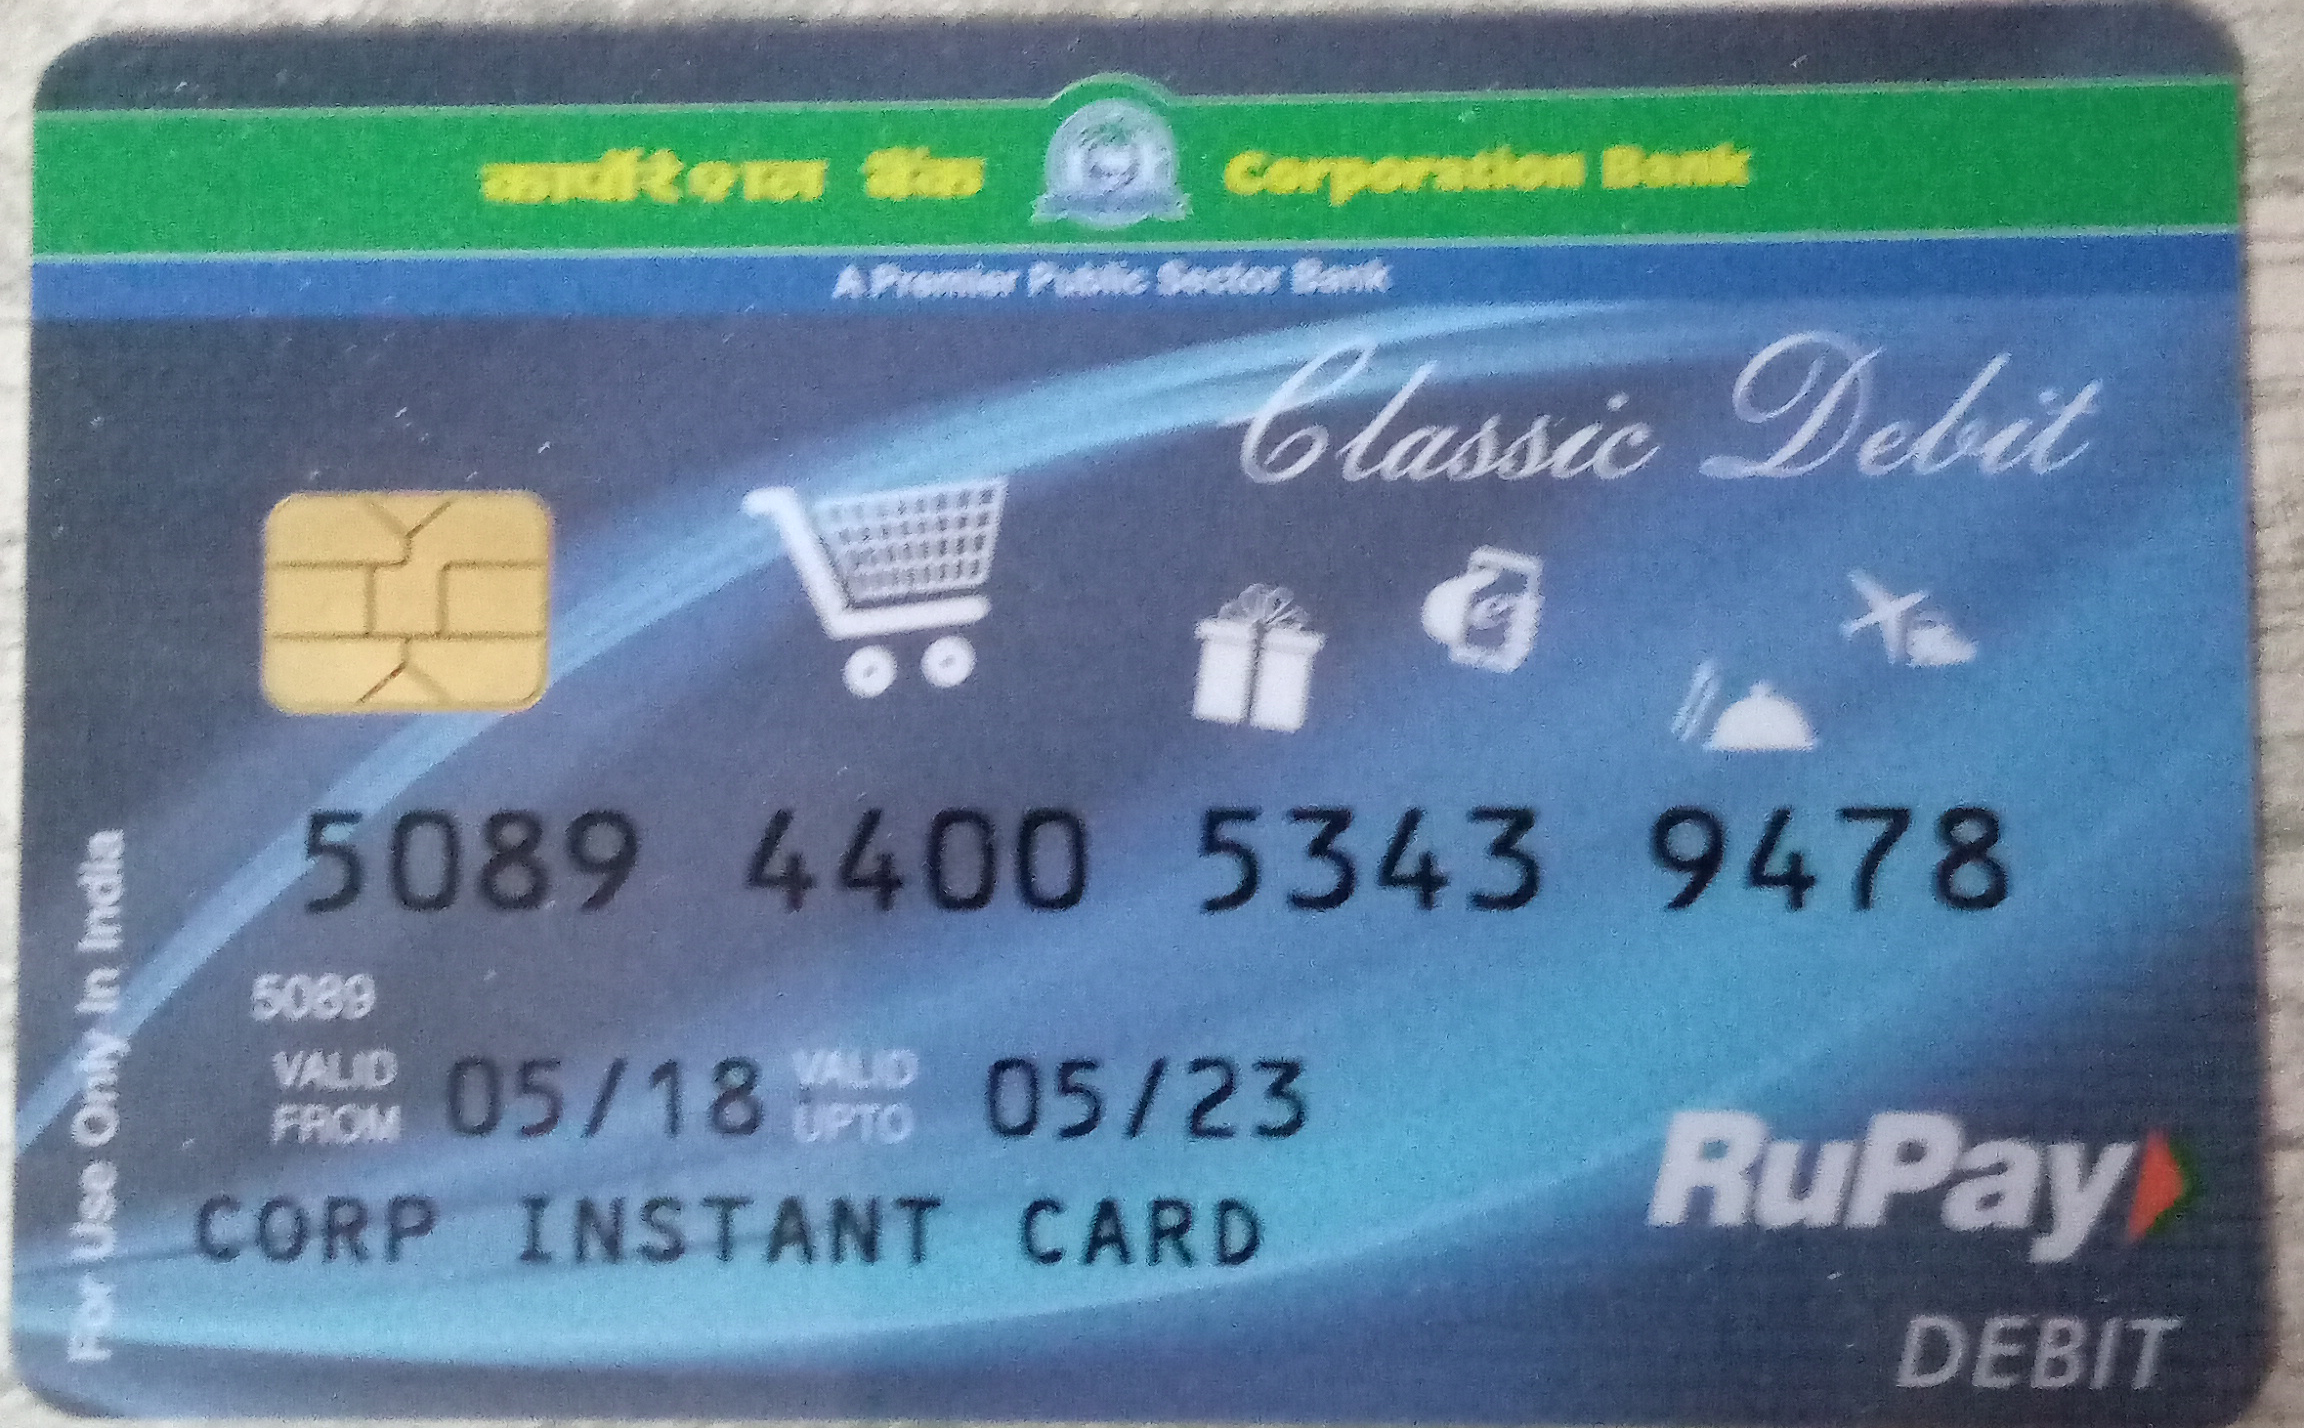 कार्पोरेशन बैंक Corporation Bank
A Premier Public Sector Bank
Classic Debit
5089 4400 5343 9478
5089
VALID FROM 05/18 VALID UPTO 05/23
CORP INSTANT CARD
For Use Only In India
RuPay
DEBIT